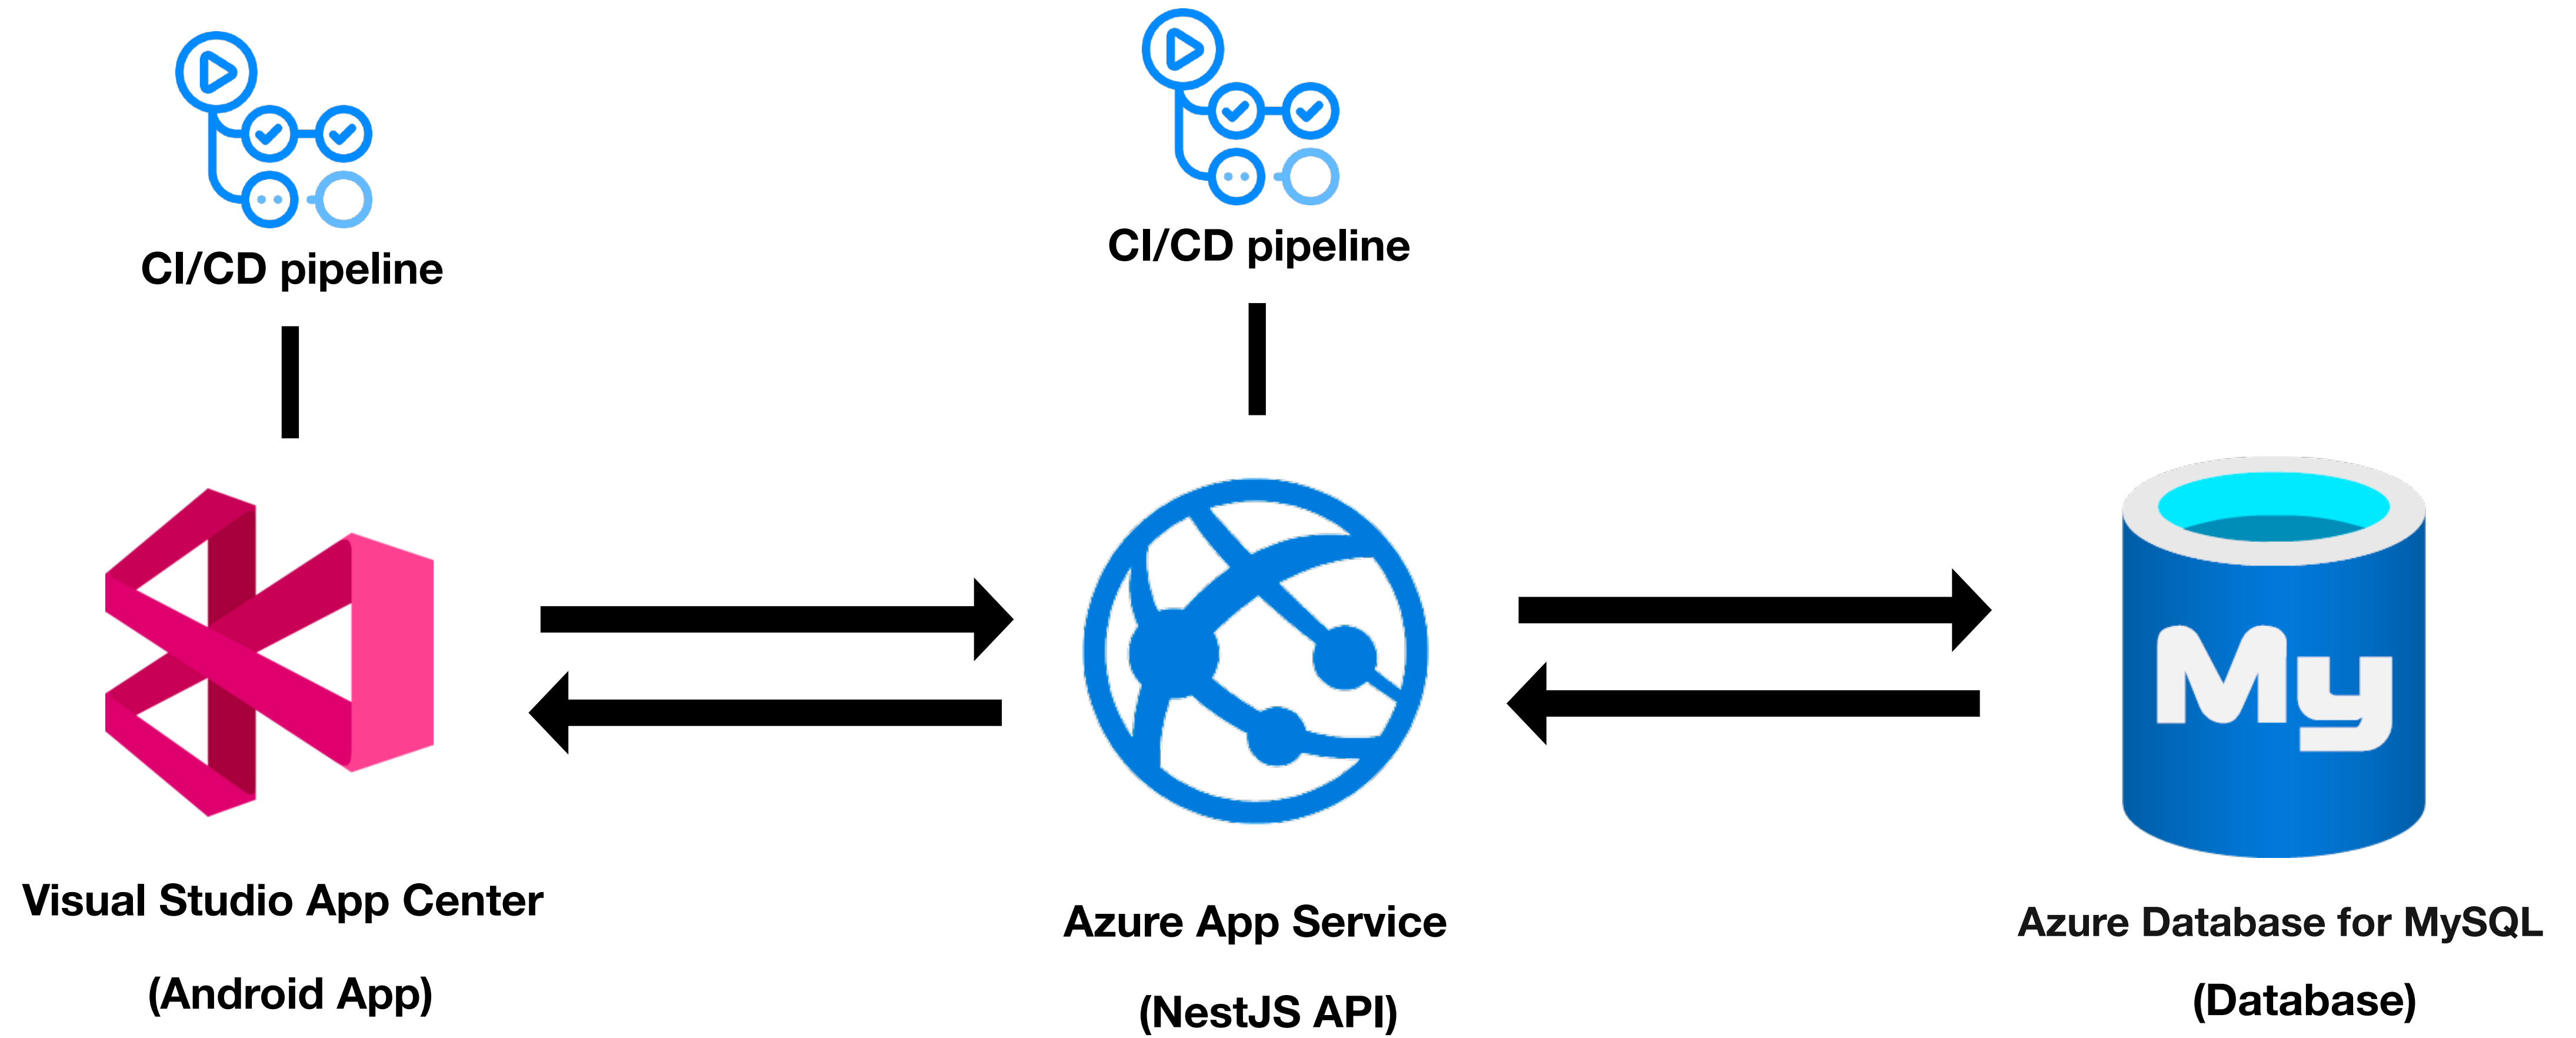 CI/CD pipeline
CI/CD pipeline
My
Visual Studio App Center
(Android App)
Azure App Service
(NestJS API)
Azure Database for MySQL
(Database)